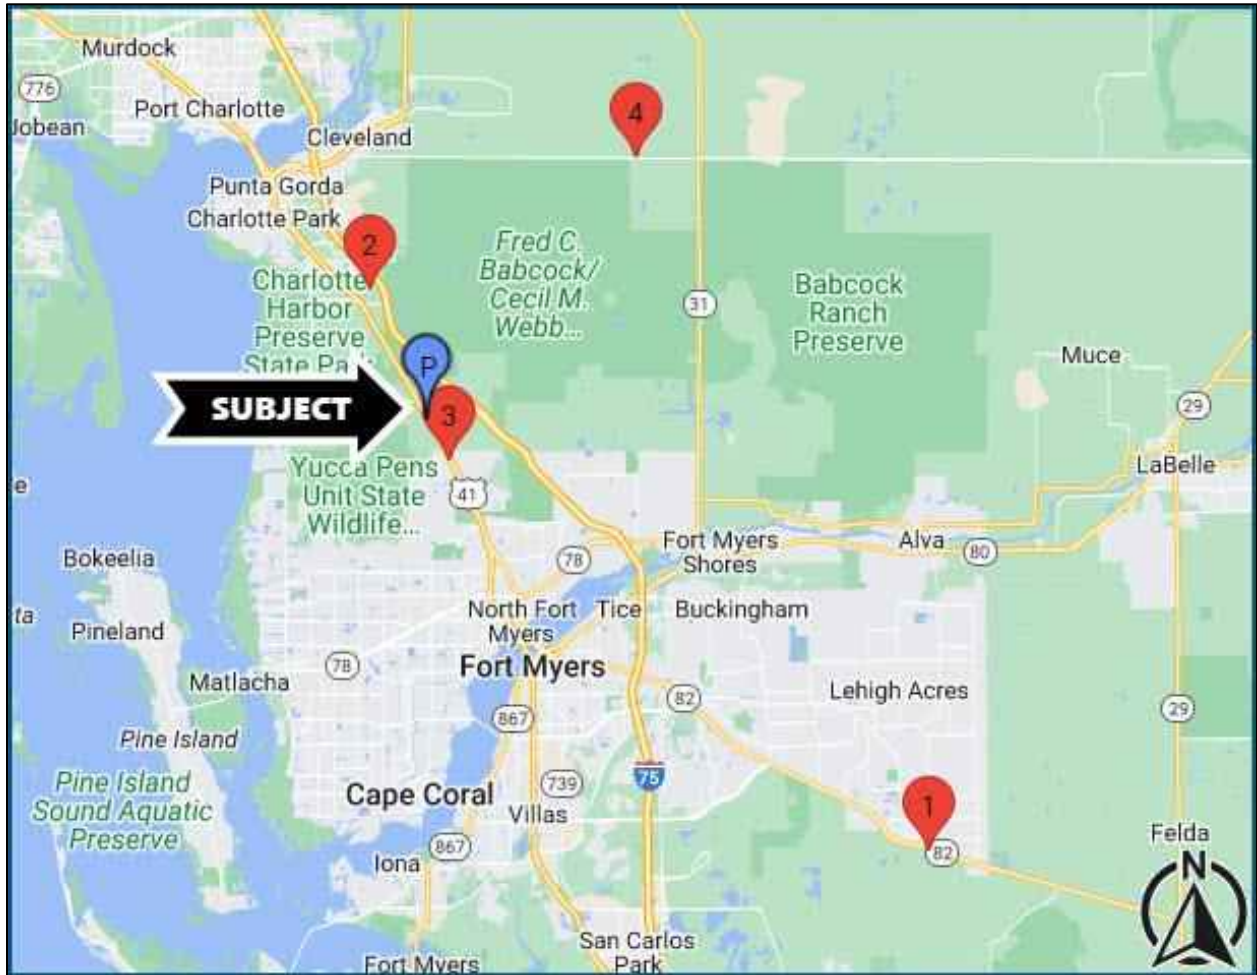 Murdock
776
Jobean
Port Charlotte
Cleveland
4
Punta Gorda
Charlotte Park
2
Charlotte
Harbor
Preserve
State Pa
Fred C.
Babcock/
Cecil M.
Webb...
31
Babcock
Ranch
Preserve
Muce
P
SUBJECT
3
29
Yucca Pens
Unit State
Wildlife...
41
LaBelle
e
Bokeelia
78
Fort Myers
Shores
Alva
80
ta
Pineland
North Fort
Myers
Tice
Buckingham
78
Fort Myers
Matlacha
82
Lehigh Acres
867
29
Pine Island
Pine Island
Sound Aquatic
Preserve
75
Cape Coral
739
Villas
1
867
Iona
82
Felda
N
San Carlos
Park
Fort Myers